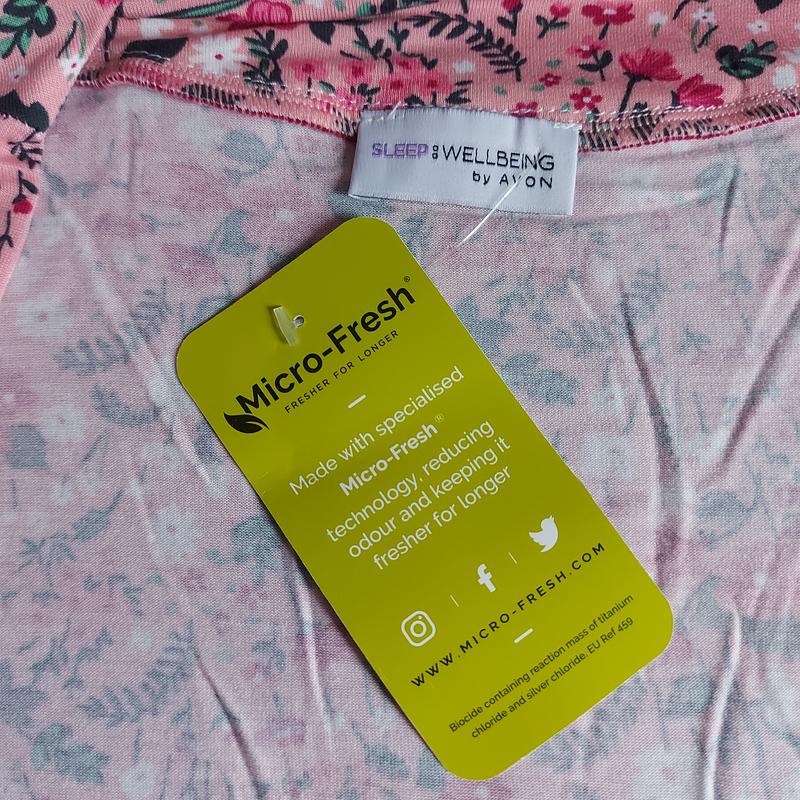 SLEEP & WELLBEING
by AVON
Micro-Fresh®
FRESHER FOR LONGER
Made with specialised
Micro-Fresh®
technology, reducing
odour and keeping it
fresher for longer
WWW.MICRO-FRESH.COM
Biocide containing reaction mass of titanium
chloride and silver chloride. EU Ref 459